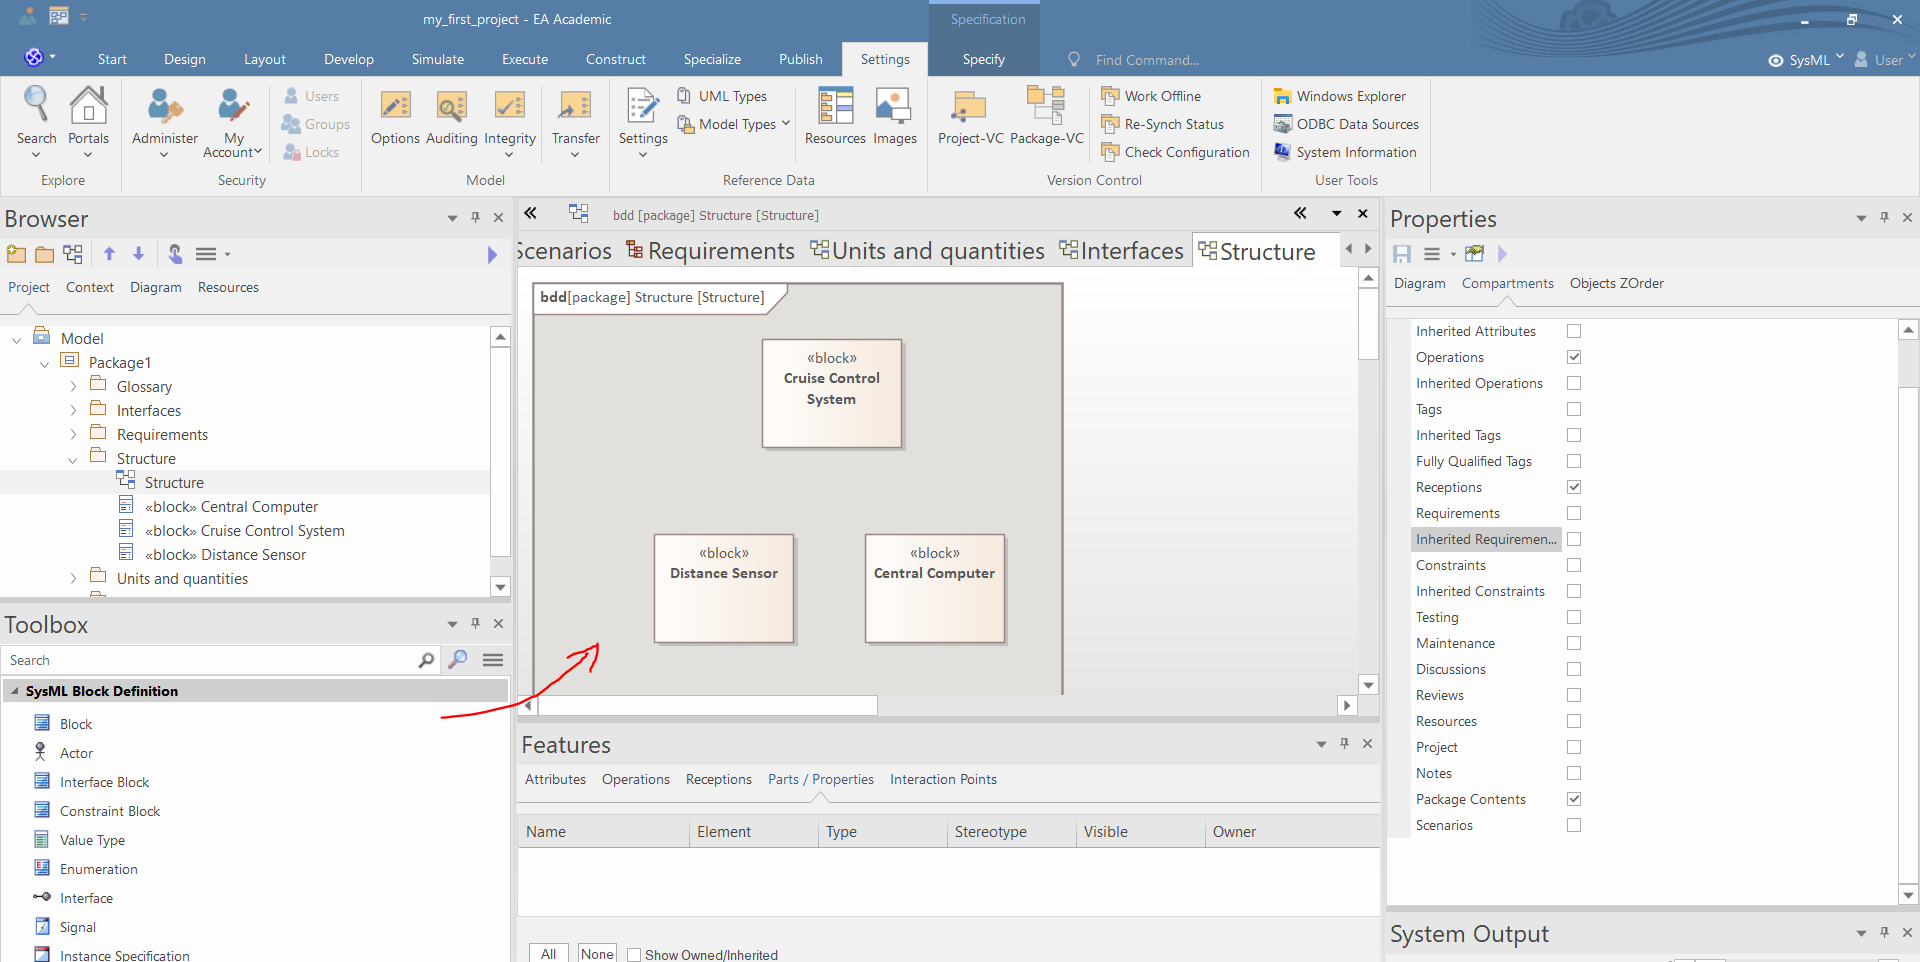 my_first_project - EA Academic
Specification
Start Design Layout Develop Simulate Execute Construct Specialize Publish Settings Specify Find Command... SysML User
Search Portals
Explore
Administer My Account Users Groups Locks
Security
Options Auditing Integrity Transfer
Model
Settings UML Types Model Types Resources Images
Reference Data
Project-VC Package-VC Work Offline Re-Synch Status Check Configuration
Version Control
Windows Explorer
ODBC Data Sources
System Information
User Tools
Browser
Project Context Diagram Resources
Model
Package1
Glossary
Interfaces
Requirements
Structure
Structure
«block» Central Computer
«block» Cruise Control System
«block» Distance Sensor
Units and quantities
Toolbox
Search
SysML Block Definition
Block
Actor
Interface Block
Constraint Block
Value Type
Enumeration
Interface
Signal
Instance Specification
bdd [package] Structure [Structure]
Scenarios Requirements Units and quantities Interfaces Structure
bdd[package] Structure [Structure]
«block»
Cruise Control
System
«block»
Distance Sensor
«block»
Central Computer
Features
Attributes Operations Receptions Parts / Properties Interaction Points
Name Element Type Stereotype Visible Owner
All None Show Owned/Inherited
Properties
Diagram Compartments Objects ZOrder
Inherited Attributes
Operations
Inherited Operations
Tags
Inherited Tags
Fully Qualified Tags
Receptions
Requirements
Inherited Requiremen...
Constraints
Inherited Constraints
Testing
Maintenance
Discussions
Reviews
Resources
Project
Notes
Package Contents
Scenarios
System Output